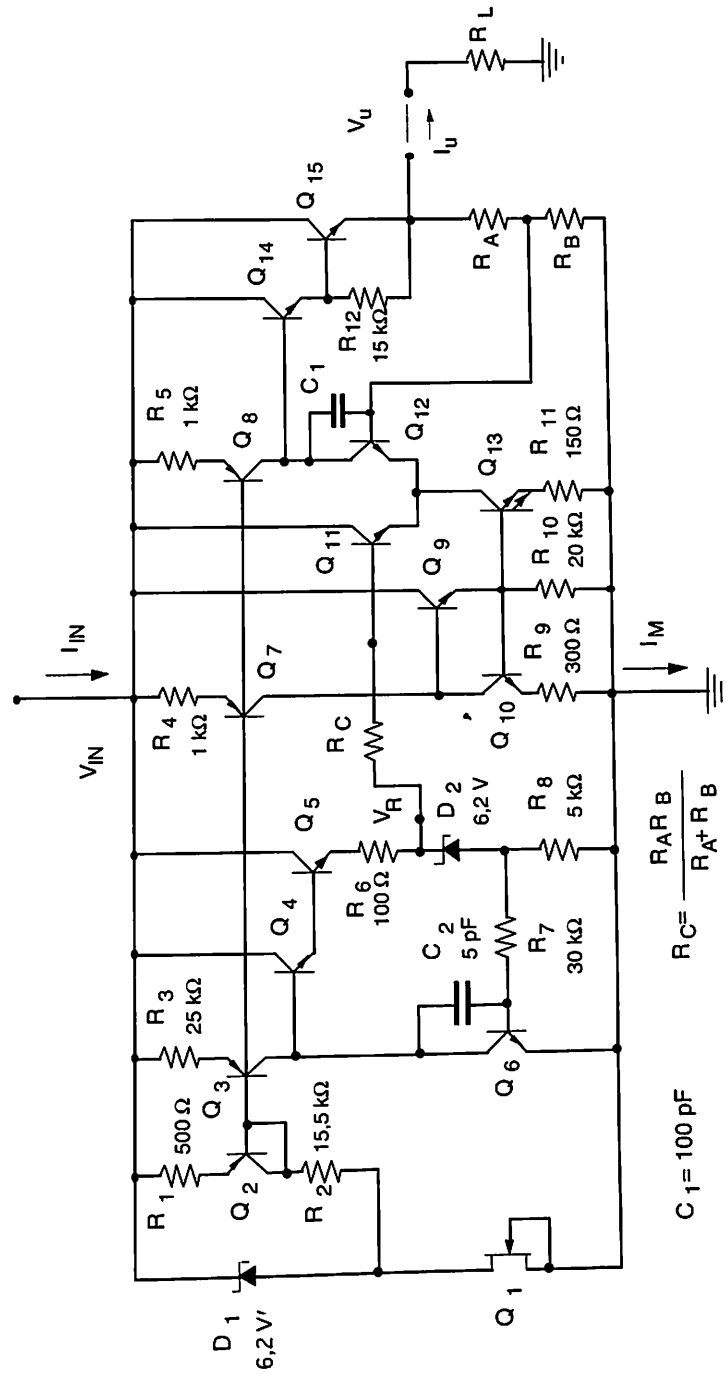 V IN
I IN
R 1
500 Ω
R 3
25 kΩ
R 4
1 kΩ
R 5
1 kΩ
D 1
6,2 V'
Q 2
Q 3
R 2
15,5 kΩ
Q 1
Q 4
Q 5
R 6
100 Ω
V R
C 2
5 pF
Q 6
R 7
30 kΩ
D 2
6,2 V
R 8
5 kΩ
Q 7
R C
Q 8
C 1
Q 11
Q 12
Q 9
Q 10
R 9
300 Ω
R 10
20 kΩ
Q 13
R 11
150 Ω
Q 14
Q 15
R 12
15 kΩ
R A
R B
V u
I u
R L
I M
C 1 = 100 pF
R C = R A R B
R A + R B